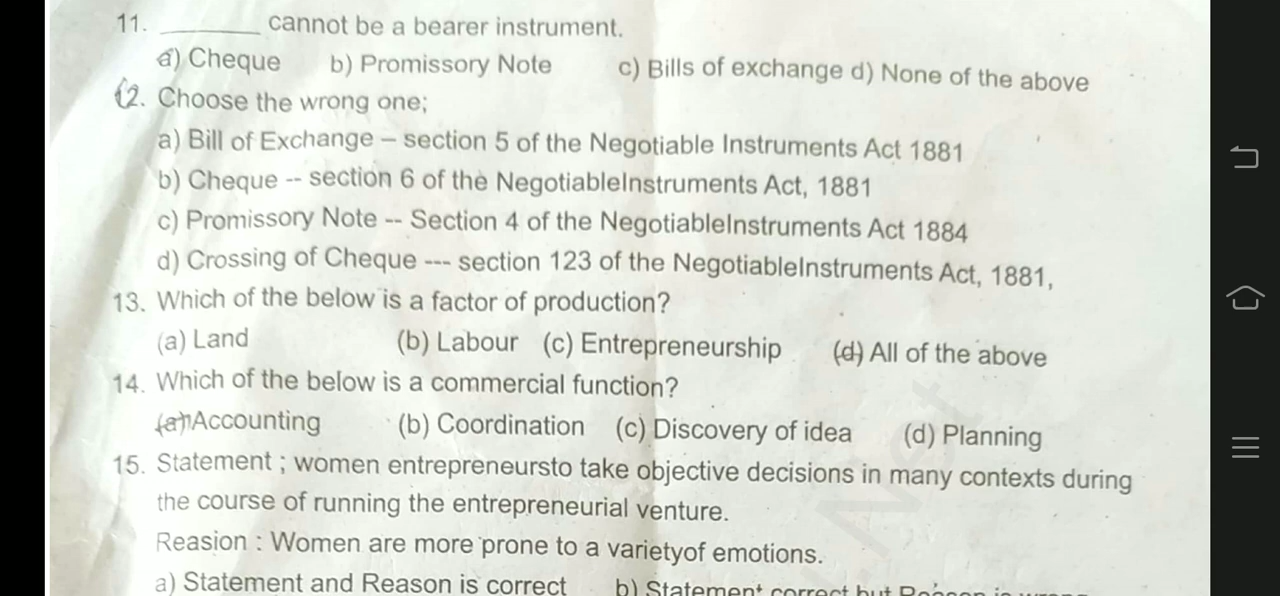 11. ________ cannot be a bearer instrument.
a) Cheque b) Promissory Note c) Bills of exchange d) None of the above
12. Choose the wrong one;
a) Bill of Exchange – section 5 of the Negotiable Instruments Act 1881
b) Cheque -- section 6 of the NegotiableInstruments Act, 1881
c) Promissory Note -- Section 4 of the NegotiableInstruments Act 1884
d) Crossing of Cheque --- section 123 of the NegotiableInstruments Act, 1881,
13. Which of the below is a factor of production?
(a) Land (b) Labour (c) Entrepreneurship (d) All of the above
14. Which of the below is a commercial function?
(a) Accounting (b) Coordination (c) Discovery of idea (d) Planning
15. Statement ; women entrepreneursto take objective decisions in many contexts during
the course of running the entrepreneurial venture.
Reasion : Women are more prone to a varietyof emotions.
a) Statement and Reason is correct b) Statement correct but Reason is